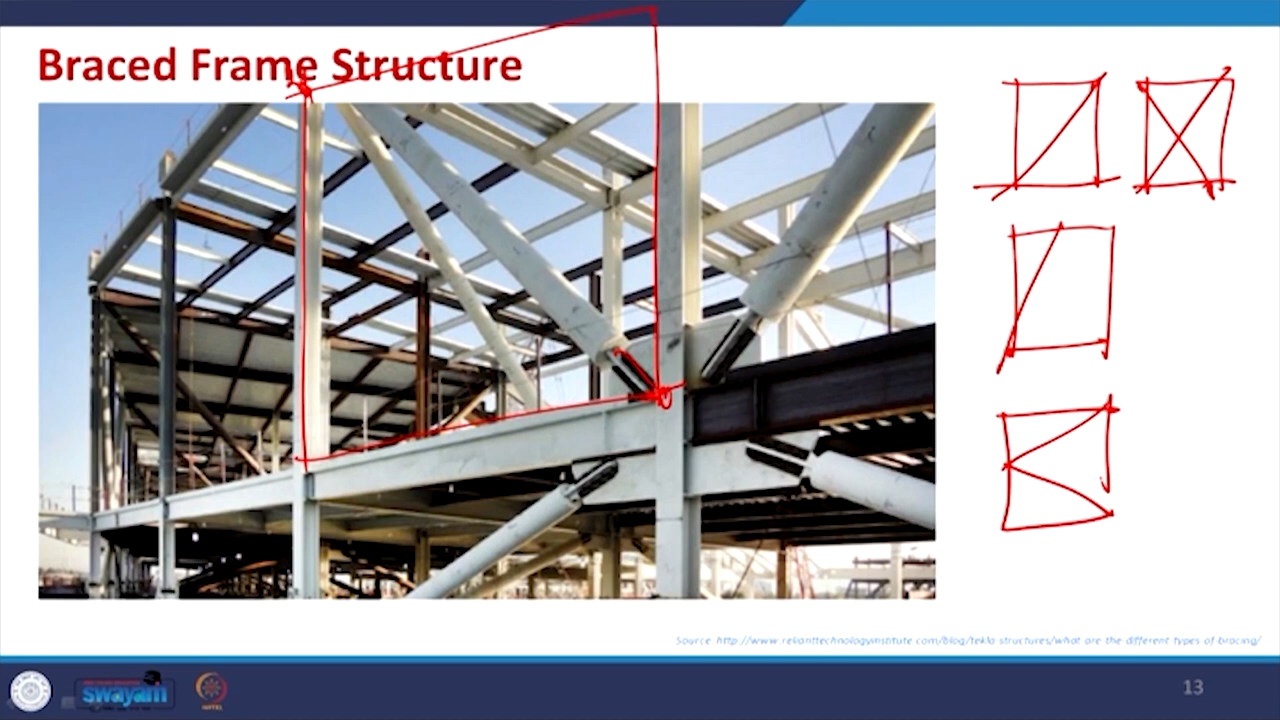 Braced Frame Structure
Source http://www.relianttechnologyinstitute.com/blog/tekla structures/what are the different types of-bracing/
swayam
NPTEL
13